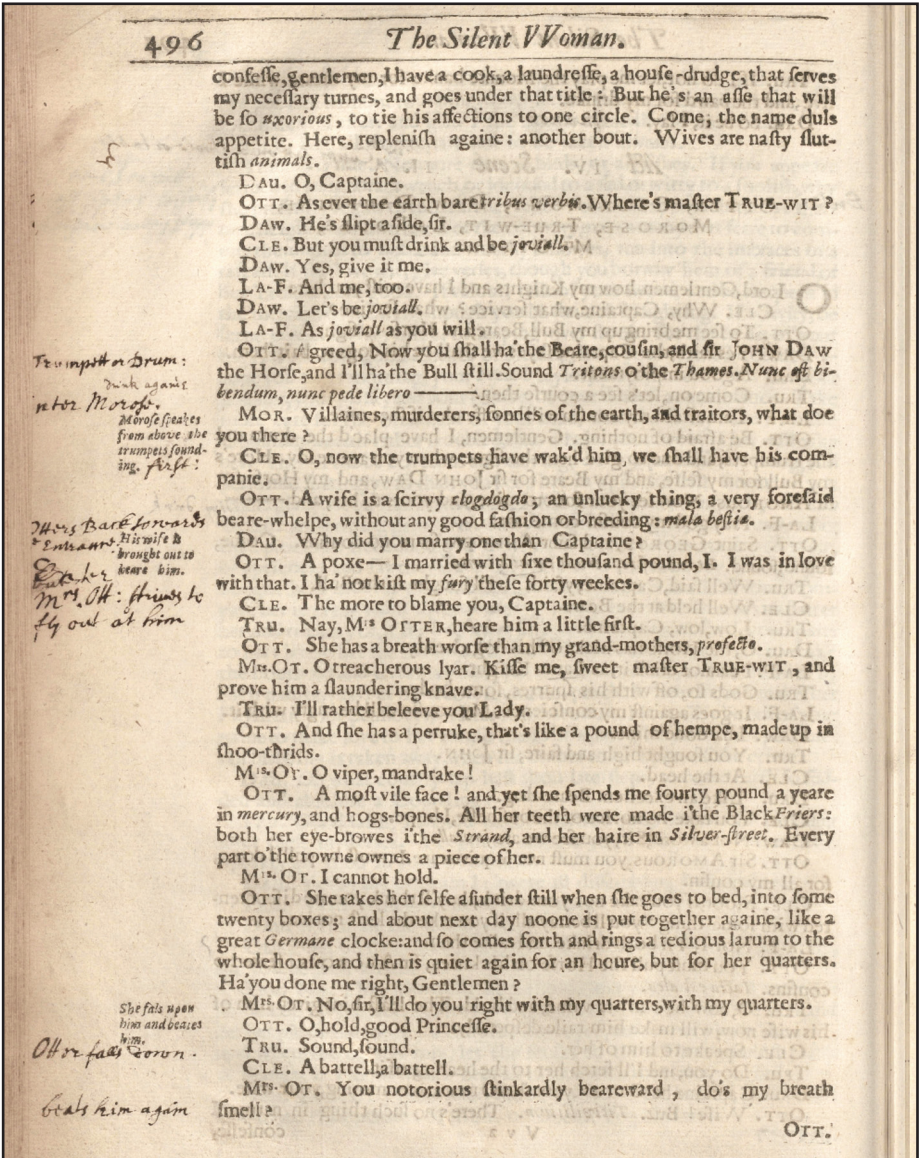 496 The Silent VVoman.
confesse, gentlemen, I have a cook, a laundresse, a house-drudge, that serves
my necessary turnes, and goes under that title: But he's an asse that will
be so uxorious, to tie his affections to one circle. Come, the name duls
appetite. Here, replenish againe: another bout. Wives are nasty slut-
tish animals.
DAU. O, Captaine.
OTT. As ever the earth bare tribus verbis. Where's master TRUE-WIT?
DAW. He's slipt aside, sir.
CLE. But you must drink and be joviall.
DAW. Yes, give it me.
LA-F. And me, too.
DAW. Let's be joviall.
LA-F. As joviall as you will.
OTT. Agreed, Now you shall ha' the Beare, cousin, and sir JOHN DAW
Trumpett or Drum:
the Horse, and I'll ha' the Bull still. Sound Tritons o' the Thames. Nunc est bi-
drink againe
bendum, nunc pede libero ———
nter Morose.
MOR. Villaines, murderers, sonnes of the earth, and traitors, what doe
you there?
Morose speakes
from above the
trumpets sound-
ing. first:
CLE. O, now the trumpets have wak'd him, we shall have his com-
panie.
OTT. A wife is a scirvy clogdogdo; an unlucky thing, a very foresaid
beare-whelpe, without any good fashion or breeding: mala bestia.
Otters Back towards
Entrance
His wife is
brought out to
heare him.
DAU. Why did you marry one than Captaine?
OTT. A poxe— I married with sixe thousand pound, I. I was in love
with that. I ha' not kist my fury these forty weekes.
Mrs. Ott: strives to
fly out at him
CLE. The more to blame you, Captaine.
TRU. Nay, Mis OTTER, heare him a little first.
OTT. She has a breath worse than my grand-mothers, profecto.
Mrs. OT. O treacherous lyar. Kisse me, sweet master TRUE-WIT, and
prove him a slaundering knave.
TRU. I'll rather beleeve you Lady.
OTT. And she has a perruke, that's like a pound of hempe, made up in
shoo-thrids.
Mis. OT. O viper, mandrake!
OTT. A most vile face! and yet she spends me fourty pound a yeare
in mercury, and hogs-bones. All her teeth were made i'the Black Friers:
both her eye-browes i'the Strand, and her haire in Silver-street. Every
part o'the towne ownes a piece of her.
Mis. OT. I cannot hold.
OTT. She takes her selfe asunder still when she goes to bed, into some
twenty boxes; and about next day noone is put together againe, like a
great Germane clocke: and so comes forth and rings a tedious larum to the
whole house, and then is quiet again for an houre, but for her quarters.
Ha' you done me right, Gentlemen?
Mrs. OT. No, sir, I'll do you right with my quarters, with my quarters.
She fals upon
him and beates
him.
OTT. O, hold, good Princesse.
TRU. Sound, sound.
Otter falls down.
CLE. A battell, a battell.
Mrs. OT. You notorious stinkardly beareward, do's my breath
beats him again
smell?
OTT.